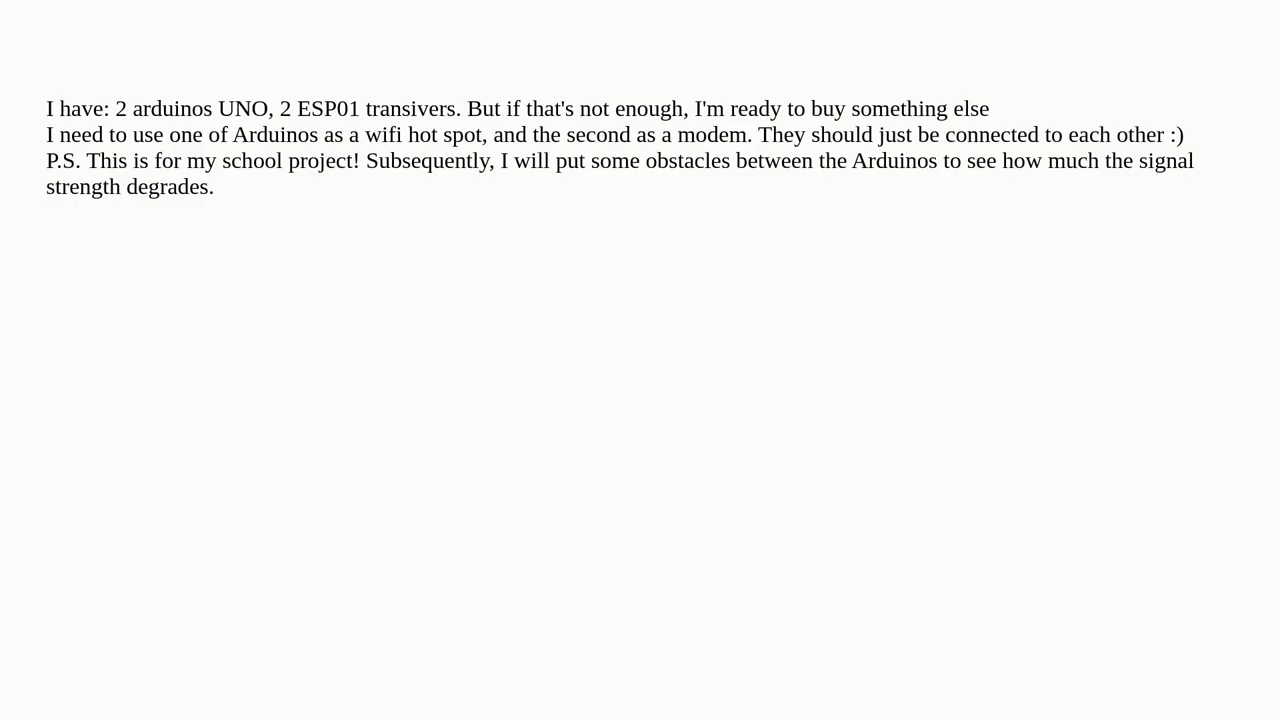 I have: 2 arduinos UNO, 2 ESP01 transivers. But if that's not enough, I'm ready to buy something else
I need to use one of Arduinos as a wifi hot spot, and the second as a modem. They should just be connected to each other :)
P.S. This is for my school project! Subsequently, I will put some obstacles between the Arduinos to see how much the signal
strength degrades.